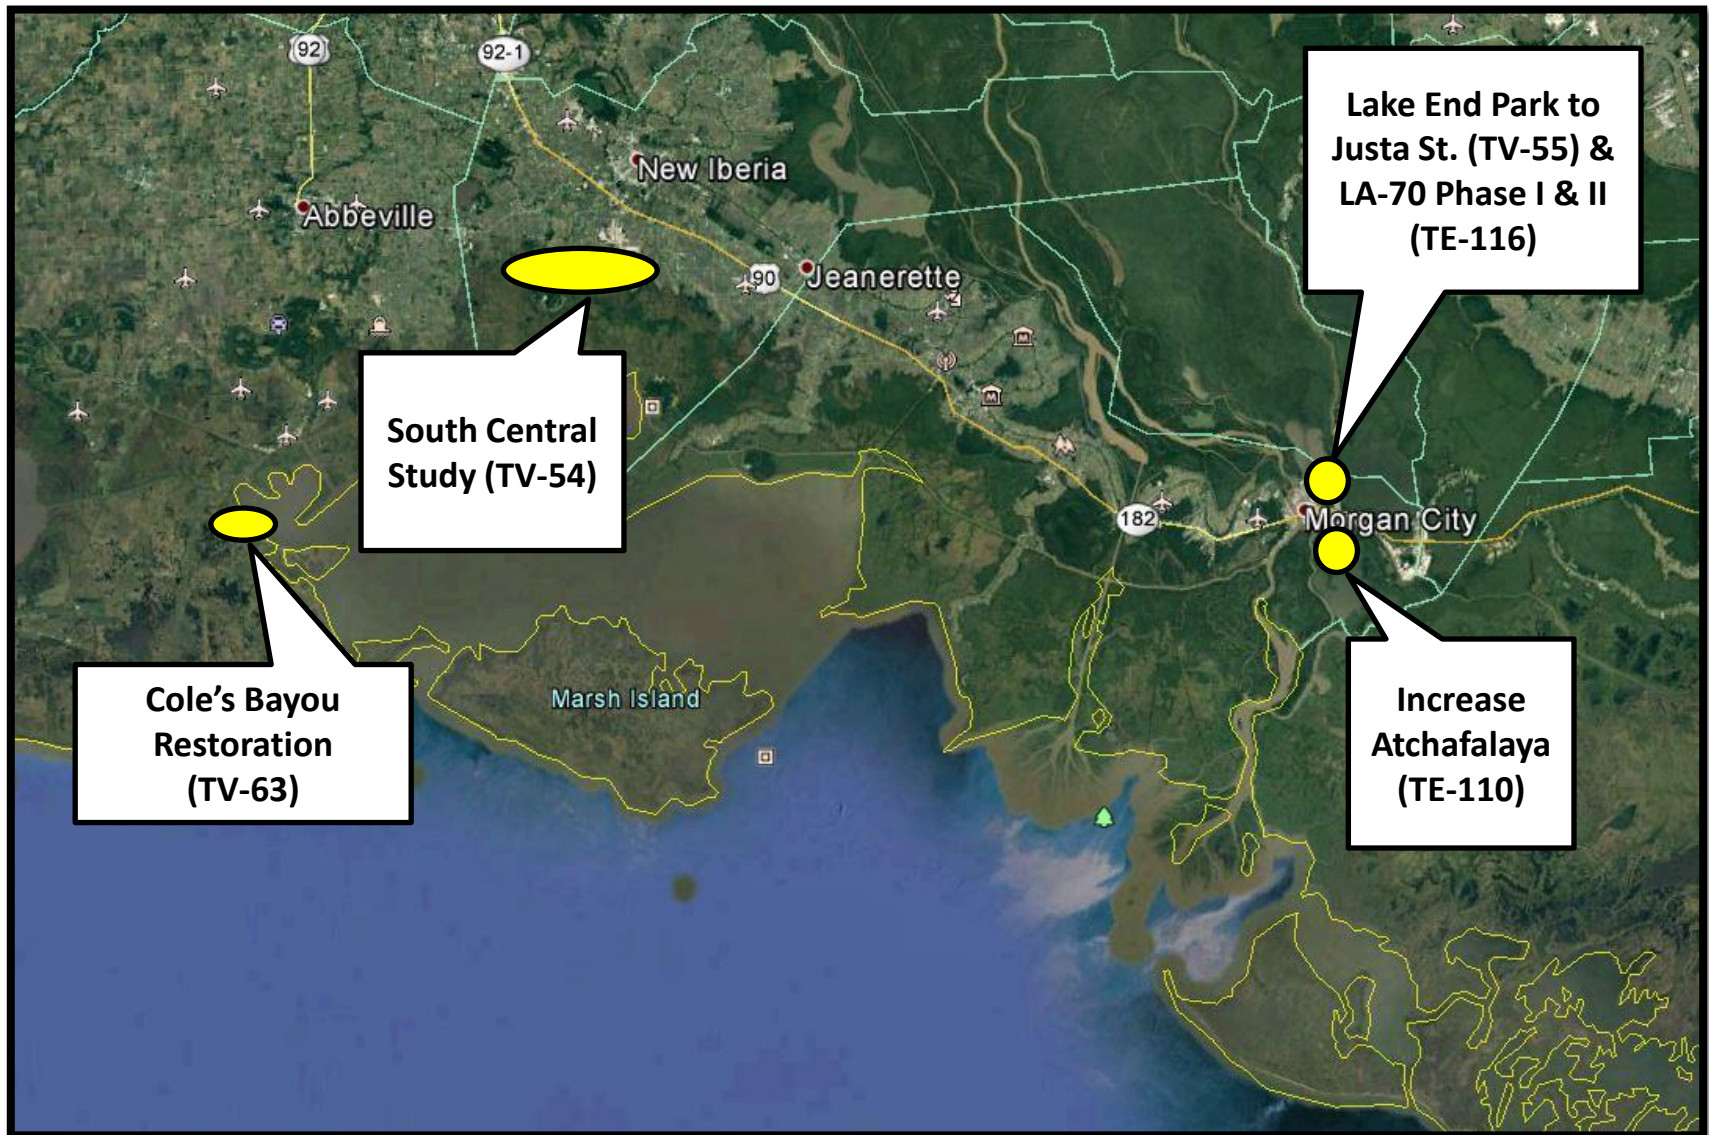 92
92-1
Lake End Park to
Justa St. (TV-55) &
LA-70 Phase I & II
(TE-116)
New Iberia
Abbeville
90
Jeanerette
South Central
Study (TV-54)
182
Morgan City
Cole’s Bayou
Restoration
(TV-63)
Marsh Island
Increase
Atchafalaya
(TE-110)